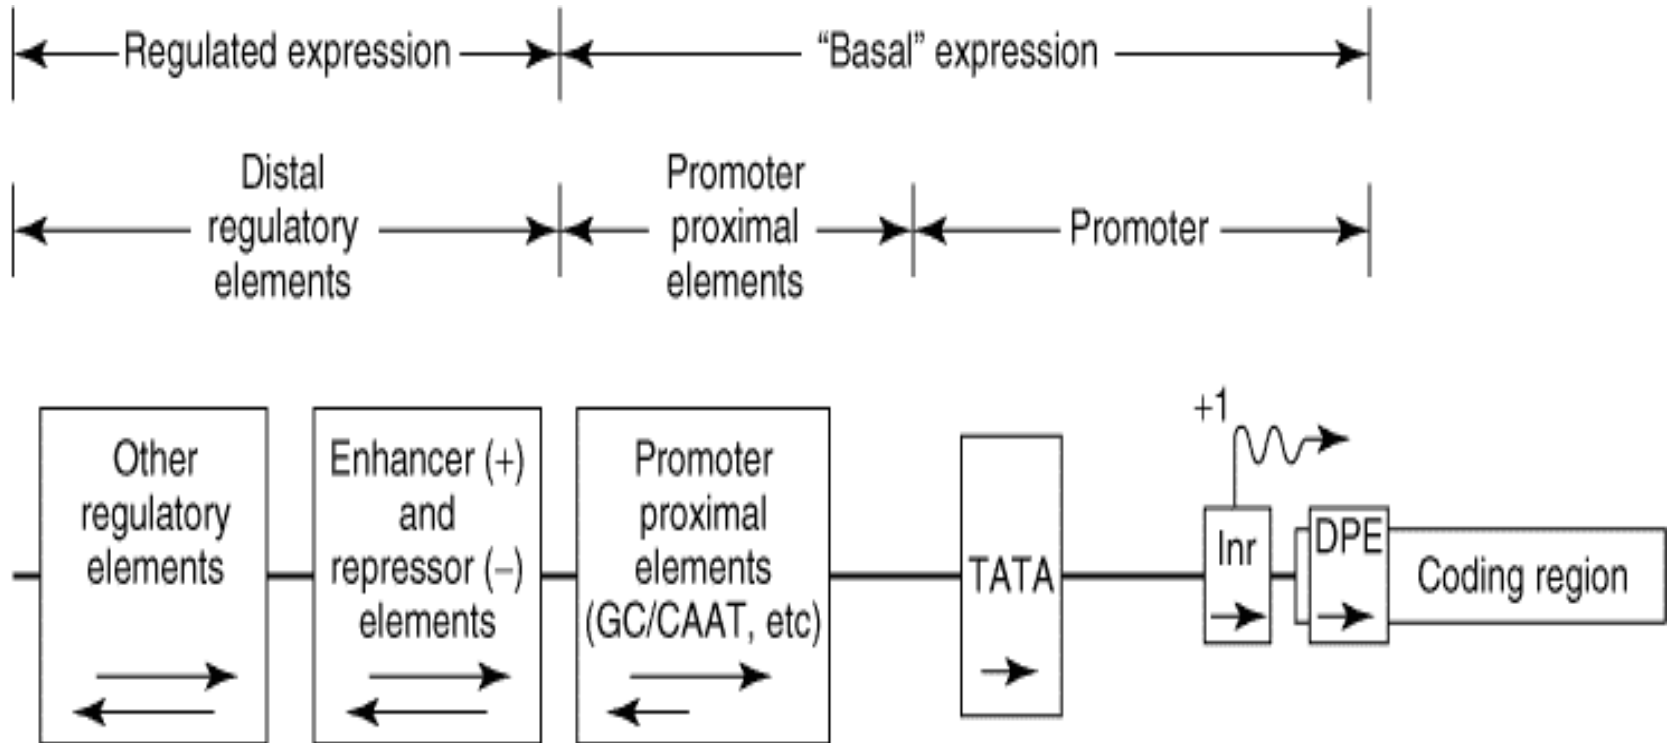 Regulated expression
“Basal” expression
Distal
regulatory
elements
Promoter
proximal
elements
Promoter
Other
regulatory
elements
Enhancer (+)
and
repressor (–)
elements
Promoter
proximal
elements
(GC/CAAT, etc)
TATA
+1
Inr
DPE
Coding region